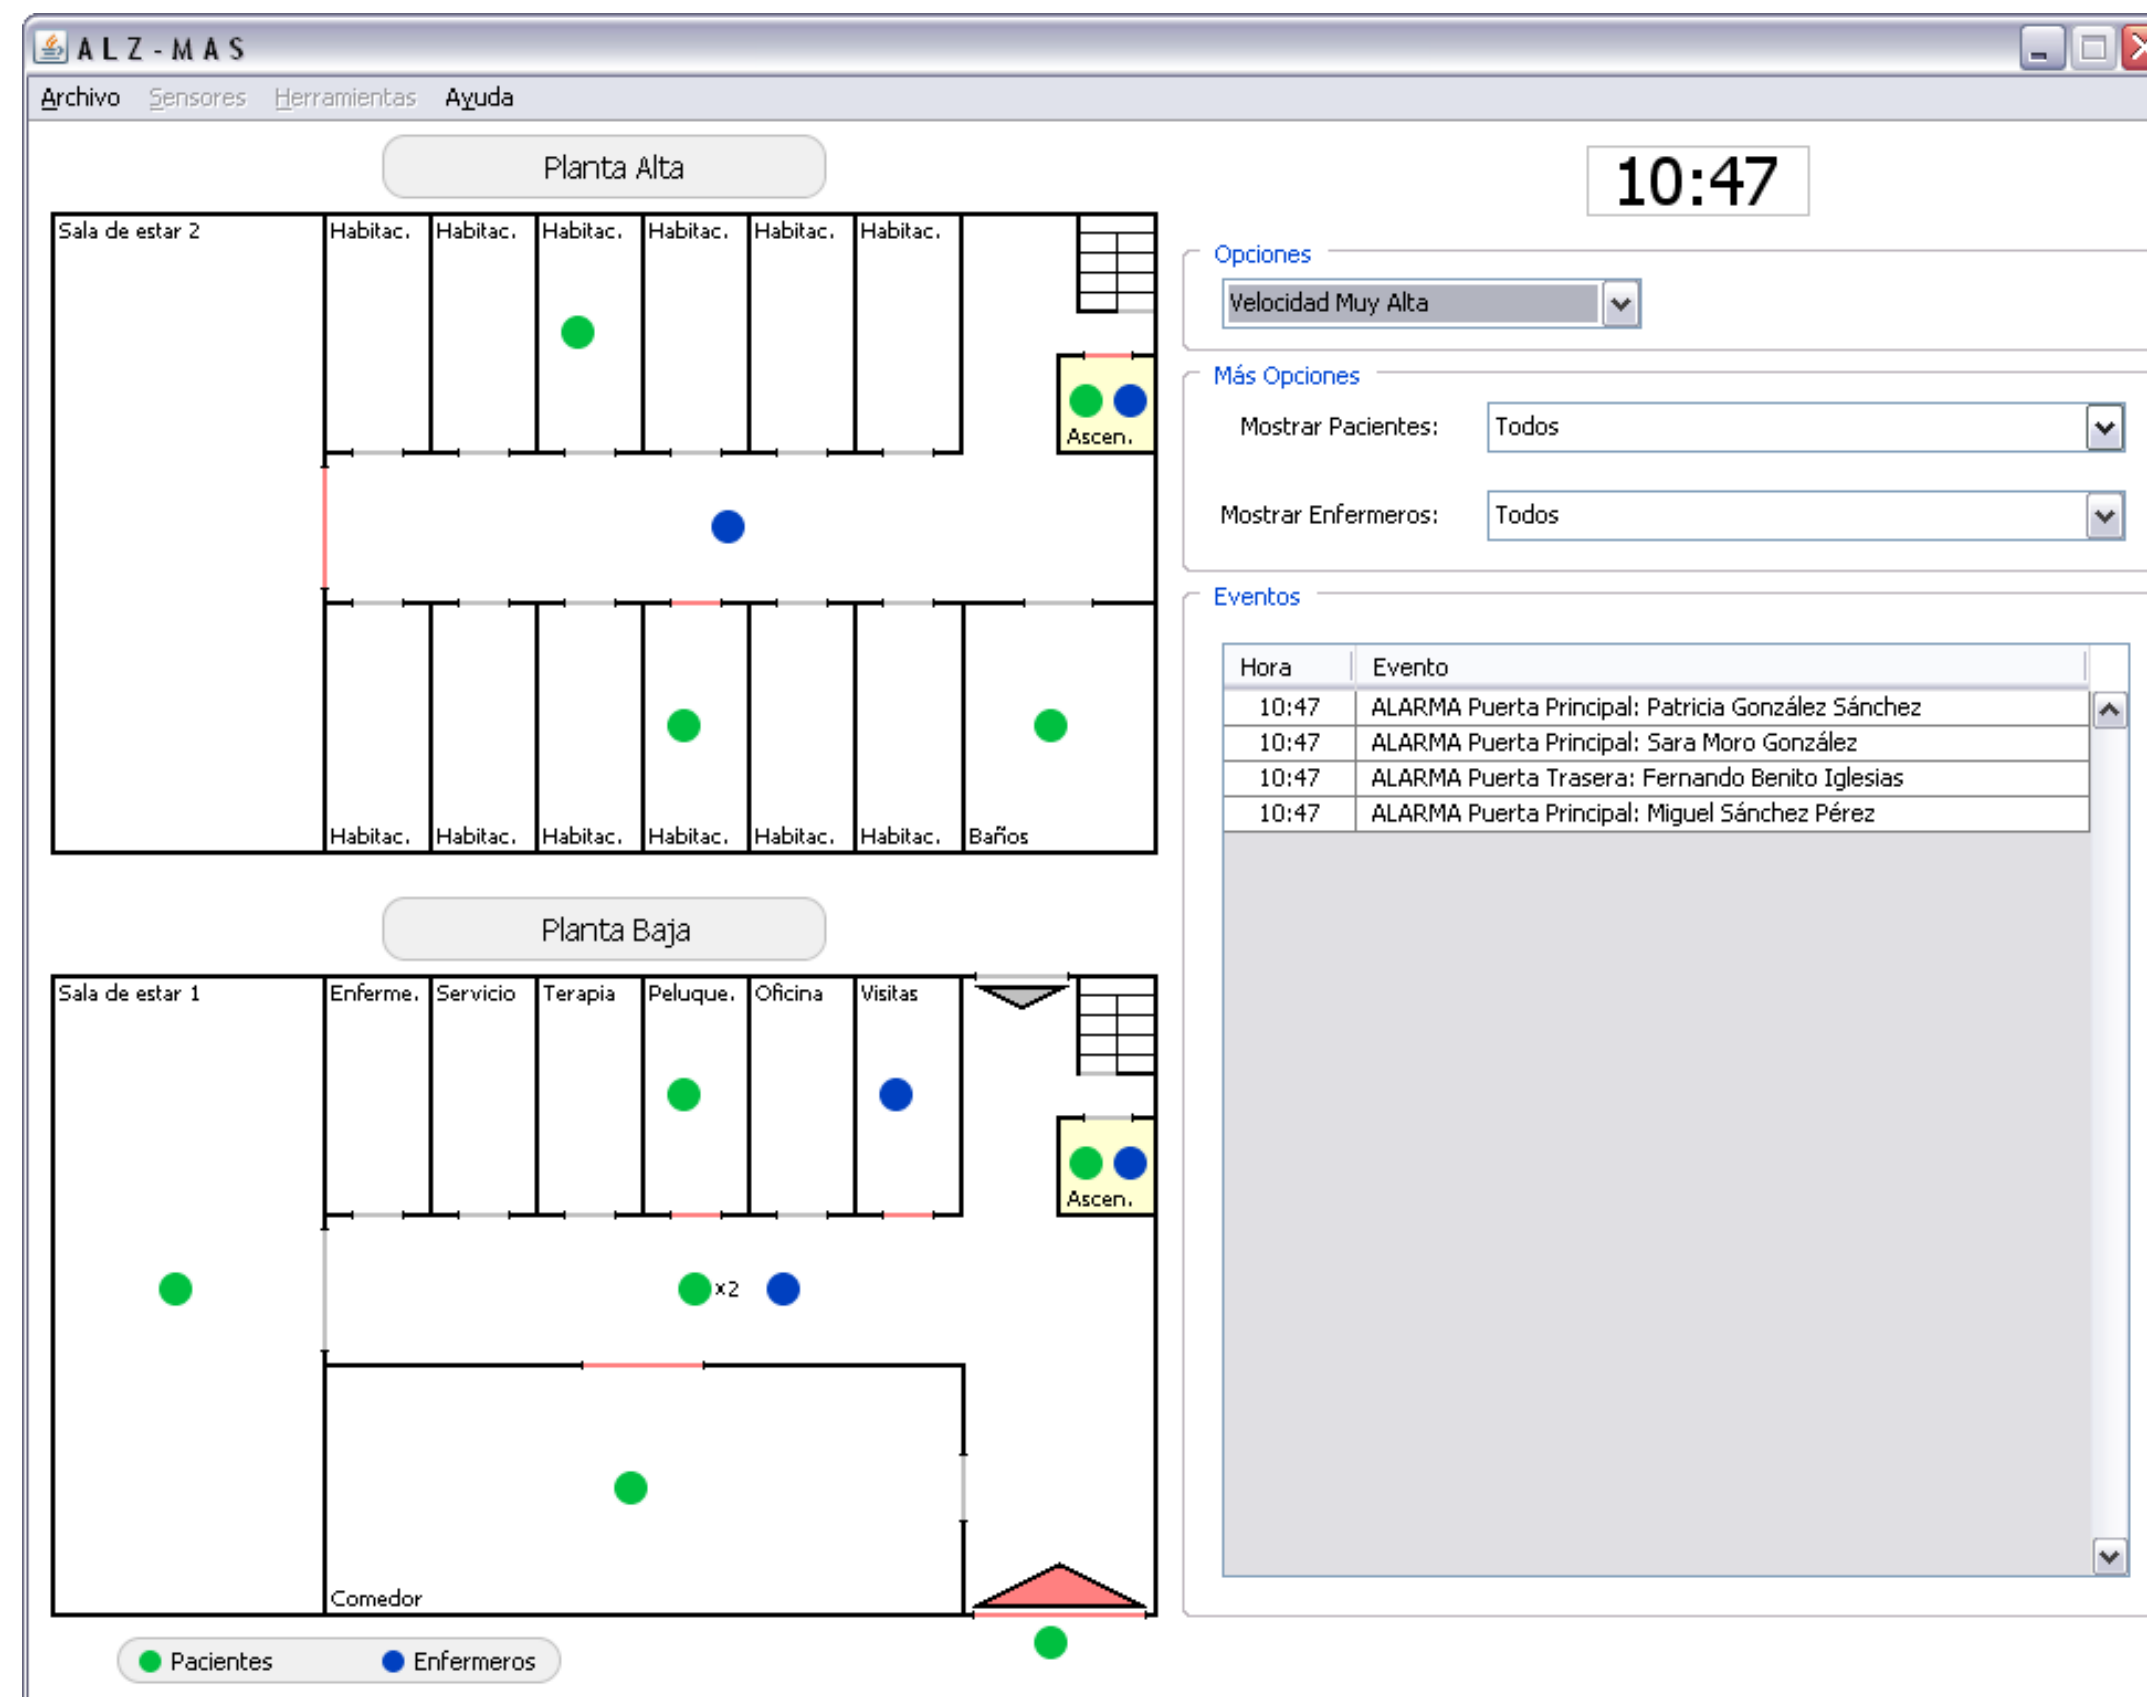 ALZ-MAS
Archivo Sensores Herramientas Ayuda
Planta Alta
Sala de estar 2 Habitac. Habitac. Habitac. Habitac. Habitac. Habitac.
Ascen.
Habitac. Habitac. Habitac. Habitac. Habitac. Habitac. Baños
Planta Baja
Sala de estar 1 Enferme. Servicio Terapia Peluque. Oficina Visitas
Ascen.
x2
Comedor
Pacientes Enfermeros
10:47
Opciones
Velocidad Muy Alta
Más Opciones
Mostrar Pacientes: Todos
Mostrar Enfermeros: Todos
Eventos
Hora Evento
10:47 ALARMA Puerta Principal: Patricia González Sánchez
10:47 ALARMA Puerta Principal: Sara Moro González
10:47 ALARMA Puerta Trasera: Fernando Benito Iglesias
10:47 ALARMA Puerta Principal: Miguel Sánchez Pérez